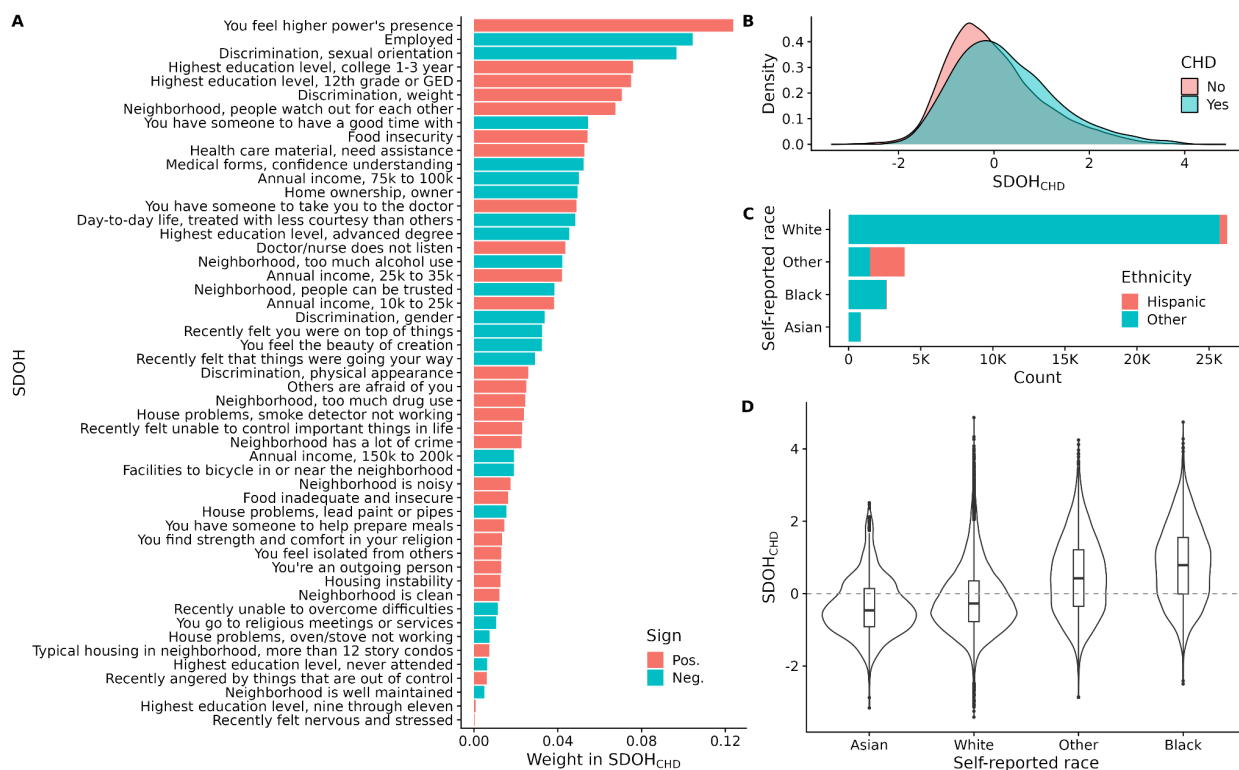 A
SDOH
You feel higher power's presence
Employed
Discrimination, sexual orientation
Highest education level, college 1-3 year
Highest education level, 12th grade or GED
Discrimination, weight
Neighborhood, people watch out for each other
You have someone to have a good time with
Food insecurity
Health care material, need assistance
Medical forms, confidence understanding
Annual income, 75k to 100k
Home ownership, owner
You have someone to take you to the doctor
Day-to-day life, treated with less courtesy than others
Highest education level, advanced degree
Doctor/nurse does not listen
Neighborhood, too much alcohol use
Annual income, 25k to 35k
Neighborhood, people can be trusted
Annual income, 10k to 25k
Discrimination, gender
Recently felt you were on top of things
You feel the beauty of creation
Recently felt that things were going your way
Discrimination, physical appearance
Others are afraid of you
Neighborhood, too much drug use
House problems, smoke detector not working
Recently felt unable to control important things in life
Neighborhood has a lot of crime
Annual income, 150k to 200k
Facilities to bicycle in or near the neighborhood
Neighborhood is noisy
Food inadequate and insecure
House problems, lead paint or pipes
You have someone to help prepare meals
You find strength and comfort in your religion
You feel isolated from others
You're an outgoing person
Housing instability
Neighborhood is clean
Recently unable to overcome difficulties
You go to religious meetings or services
House problems, oven/stove not working
Typical housing in neighborhood, more than 12 story condos
Highest education level, never attended
Recently angered by things that are out of control
Neighborhood is well maintained
Highest education level, nine through eleven
Recently felt nervous and stressed
Sign
Pos.
Neg.
0.00 0.04 0.08 0.12
Weight in SDOHCHD
B
Density
0.4
0.3
0.2
0.1
0.0
CHD
No
Yes
-2 0 2 4
SDOHCHD
C
Self-reported race
White
Other
Black
Asian
Ethnicity
Hispanic
Other
0 5K 10K 15K 20K 25K
Count
D
SDOHCHD
4
2
0
-2
Asian White Other Black
Self-reported race